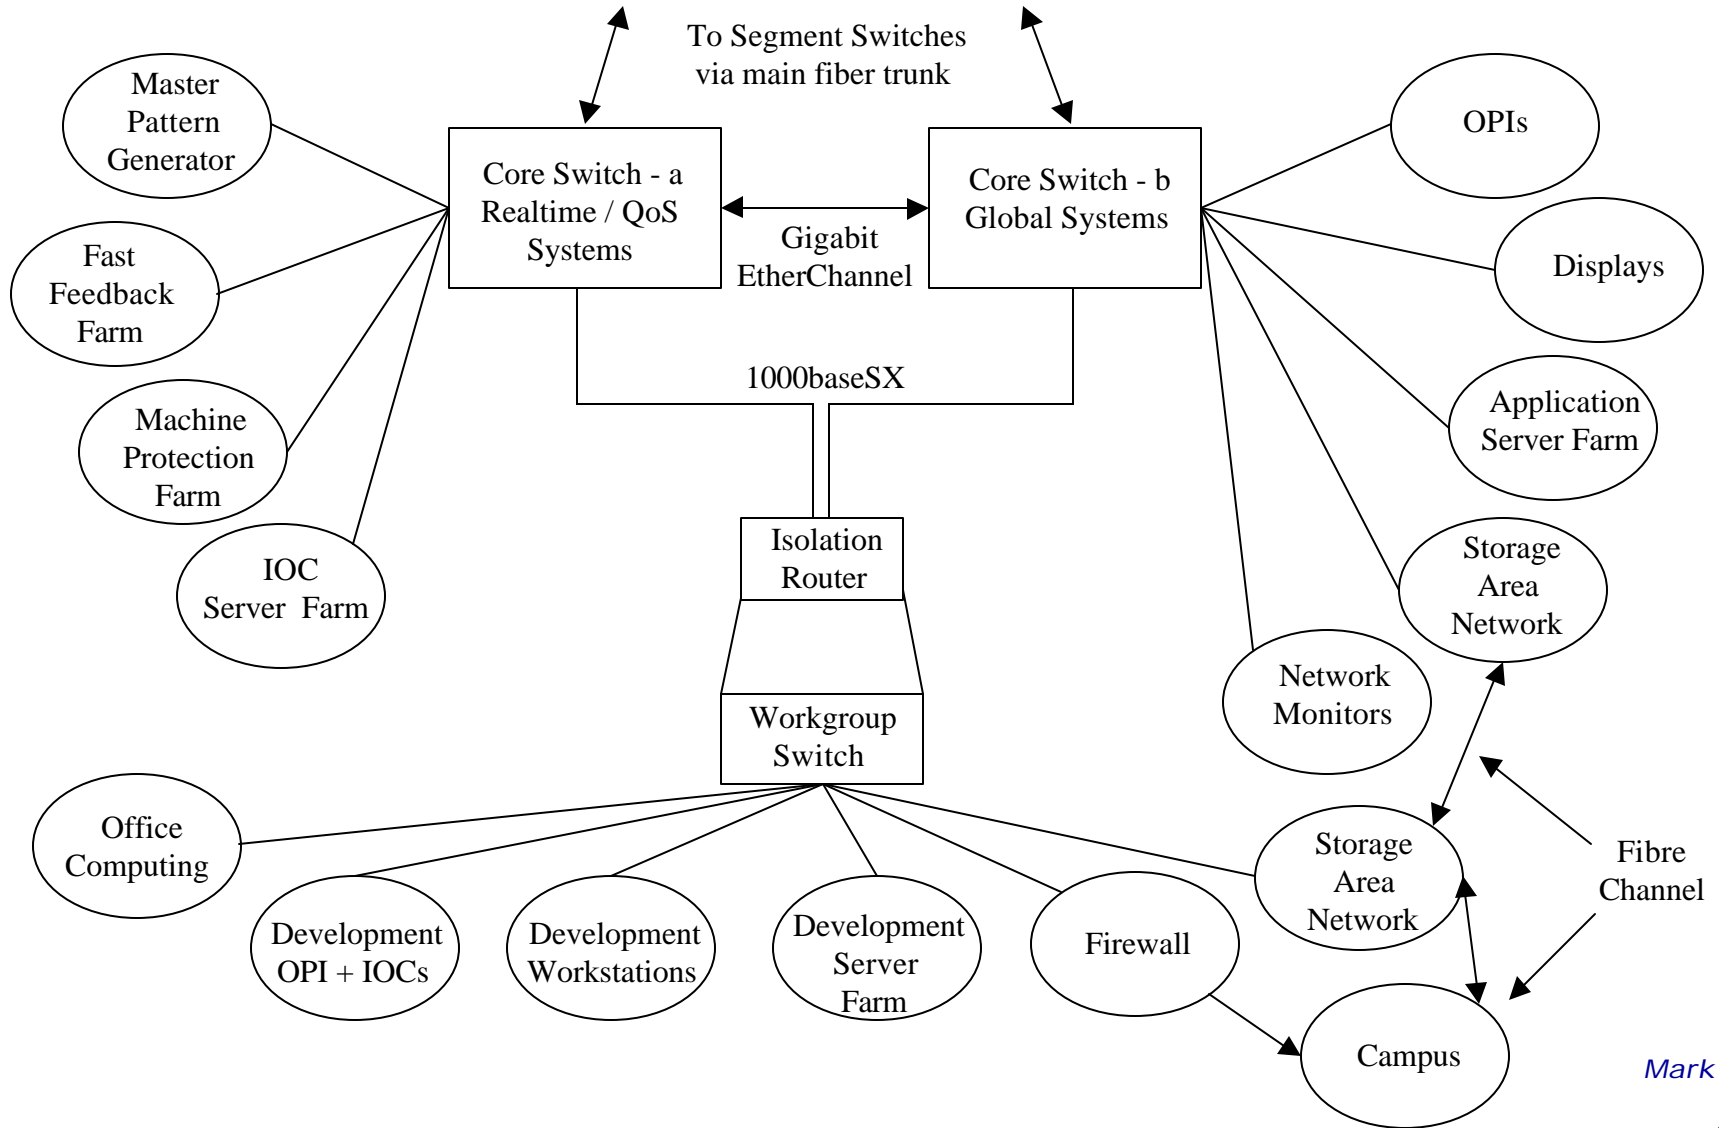 To Segment Switches
via main fiber trunk
Master
Pattern
Generator
Core Switch - a
Realtime / QoS
Systems
Core Switch - b
Global Systems
OPIs
Gigabit
EtherChannel
Fast
Feedback
Farm
Displays
1000baseSX
Machine
Protection
Farm
Application
Server Farm
IOC
Server Farm
Isolation
Router
Storage
Area
Network
Network
Monitors
Workgroup
Switch
Office
Computing
Storage
Area
Network
Fibre
Channel
Development
OPI + IOCs
Development
Workstations
Development
Server
Farm
Firewall
Campus
Mark